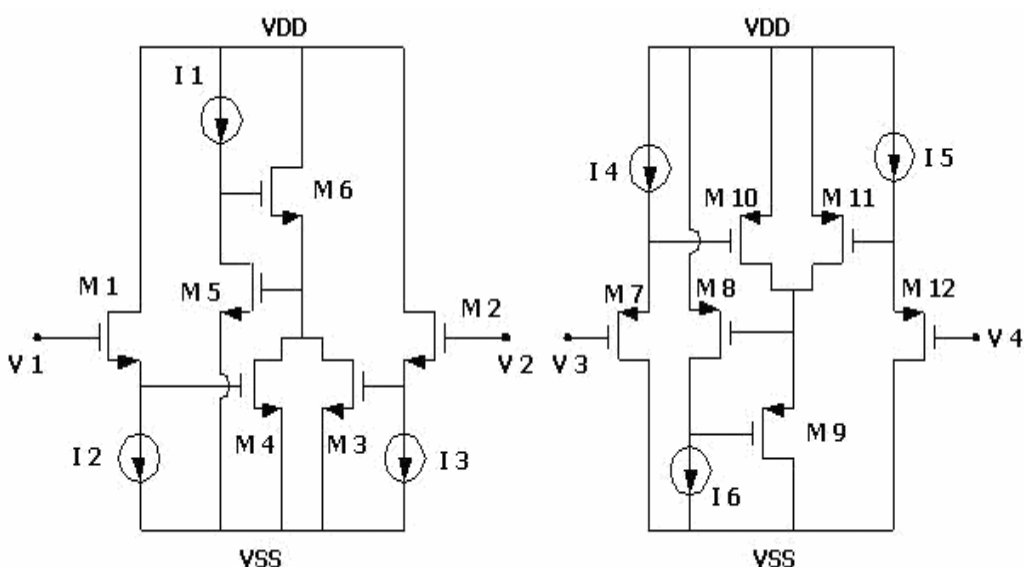 VDD
VDD
I 1
M 6
I 4
M 10
M 11
I 5
M 1
M 5
M 2
M 7
M 8
M 12
V 1
V 2
V 3
V 4
M 4
M 3
M 9
I 2
I 3
I 6
VSS
VSS